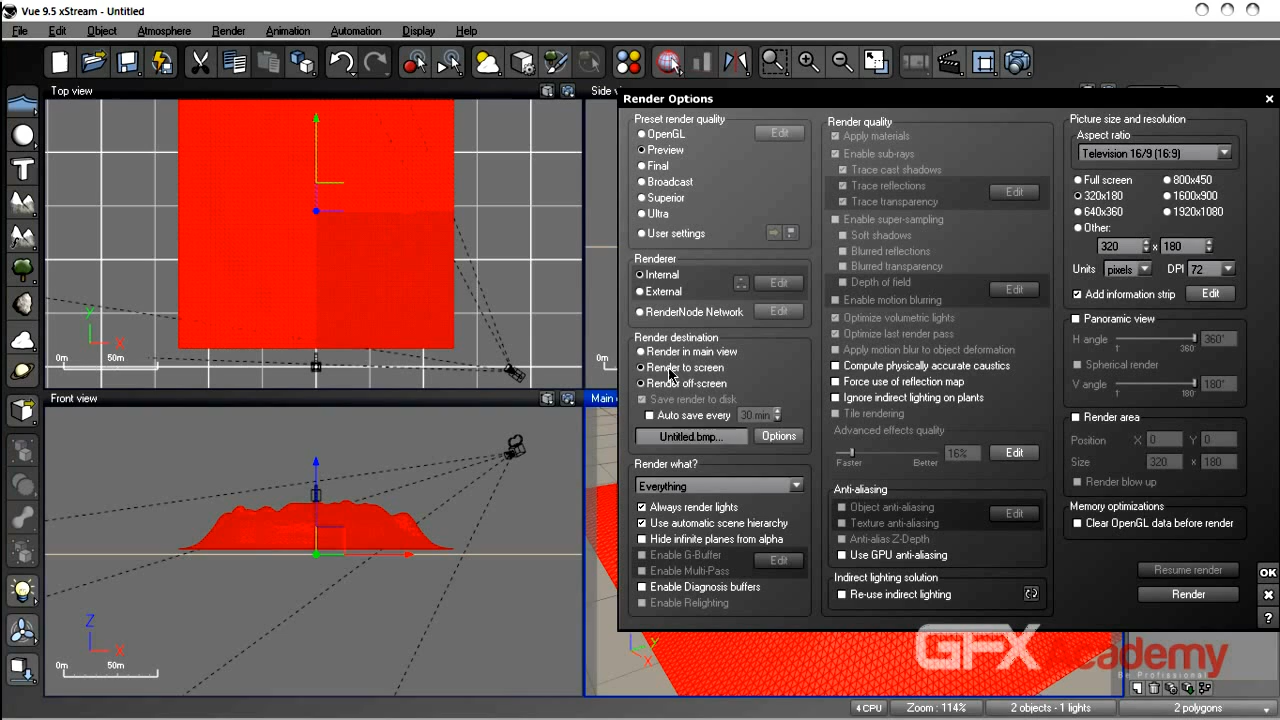 Vue 9.5 xStream - Untitled
File Edit Object Atmosphere Render Animation Automation Display Help
Top view
Side v
0m 50m
Y
X
0m
Front view
Main
Z
X
0m 50m
Y
X
Render Options
Preset render quality
OpenGL
Edit
Preview
Final
Broadcast
Superior
Ultra
User settings
Renderer
Internal
External
Edit
RenderNode Network
Edit
Render destination
Render in main view
Render to screen
Render off-screen
Save render to disk
Auto save every 30 min
Untitled.bmp...
Options
Render what?
Everything
Always render lights
Use automatic scene hierarchy
Hide infinite planes from alpha
Enable G-Buffer
Edit
Enable Multi-Pass
Enable Diagnosis buffers
Enable Relighting
Render quality
Apply materials
Enable sub-rays
Trace cast shadows
Trace reflections
Edit
Trace transparency
Enable super-sampling
Soft shadows
Blurred reflections
Blurred transparency
Depth of field
Edit
Enable motion blurring
Optimize volumetric lights
Optimize last render pass
Apply motion blur to object deformation
Compute physically accurate caustics
Force use of reflection map
Ignore indirect lighting on plants
Tile rendering
Advanced effects quality
16%
Edit
Faster Better
Anti-aliasing
Object anti-aliasing
Edit
Texture anti-aliasing
Anti-alias Z-Depth
Use GPU anti-aliasing
Indirect lighting solution
Re-use indirect lighting
Picture size and resolution
Aspect ratio
Television 16/9 (16:9)
Full screen 800x450
320x180 1600x900
640x360 1920x1080
Other:
320 x 180
Units pixels DPI 72
Add information strip Edit
Panoramic view
H angle 360°
1 360
Spherical render
V angle 180°
1 180
Render area
Position X 0 Y 0
Size 320 x 180
Render blow up
Memory optimizations
Clear OpenGL data before render
Resume render
Render
OK
?
GFX Academy
Be Profissional
4 CPU Zoom : 114% 2 objects - 1 lights 2 polygons